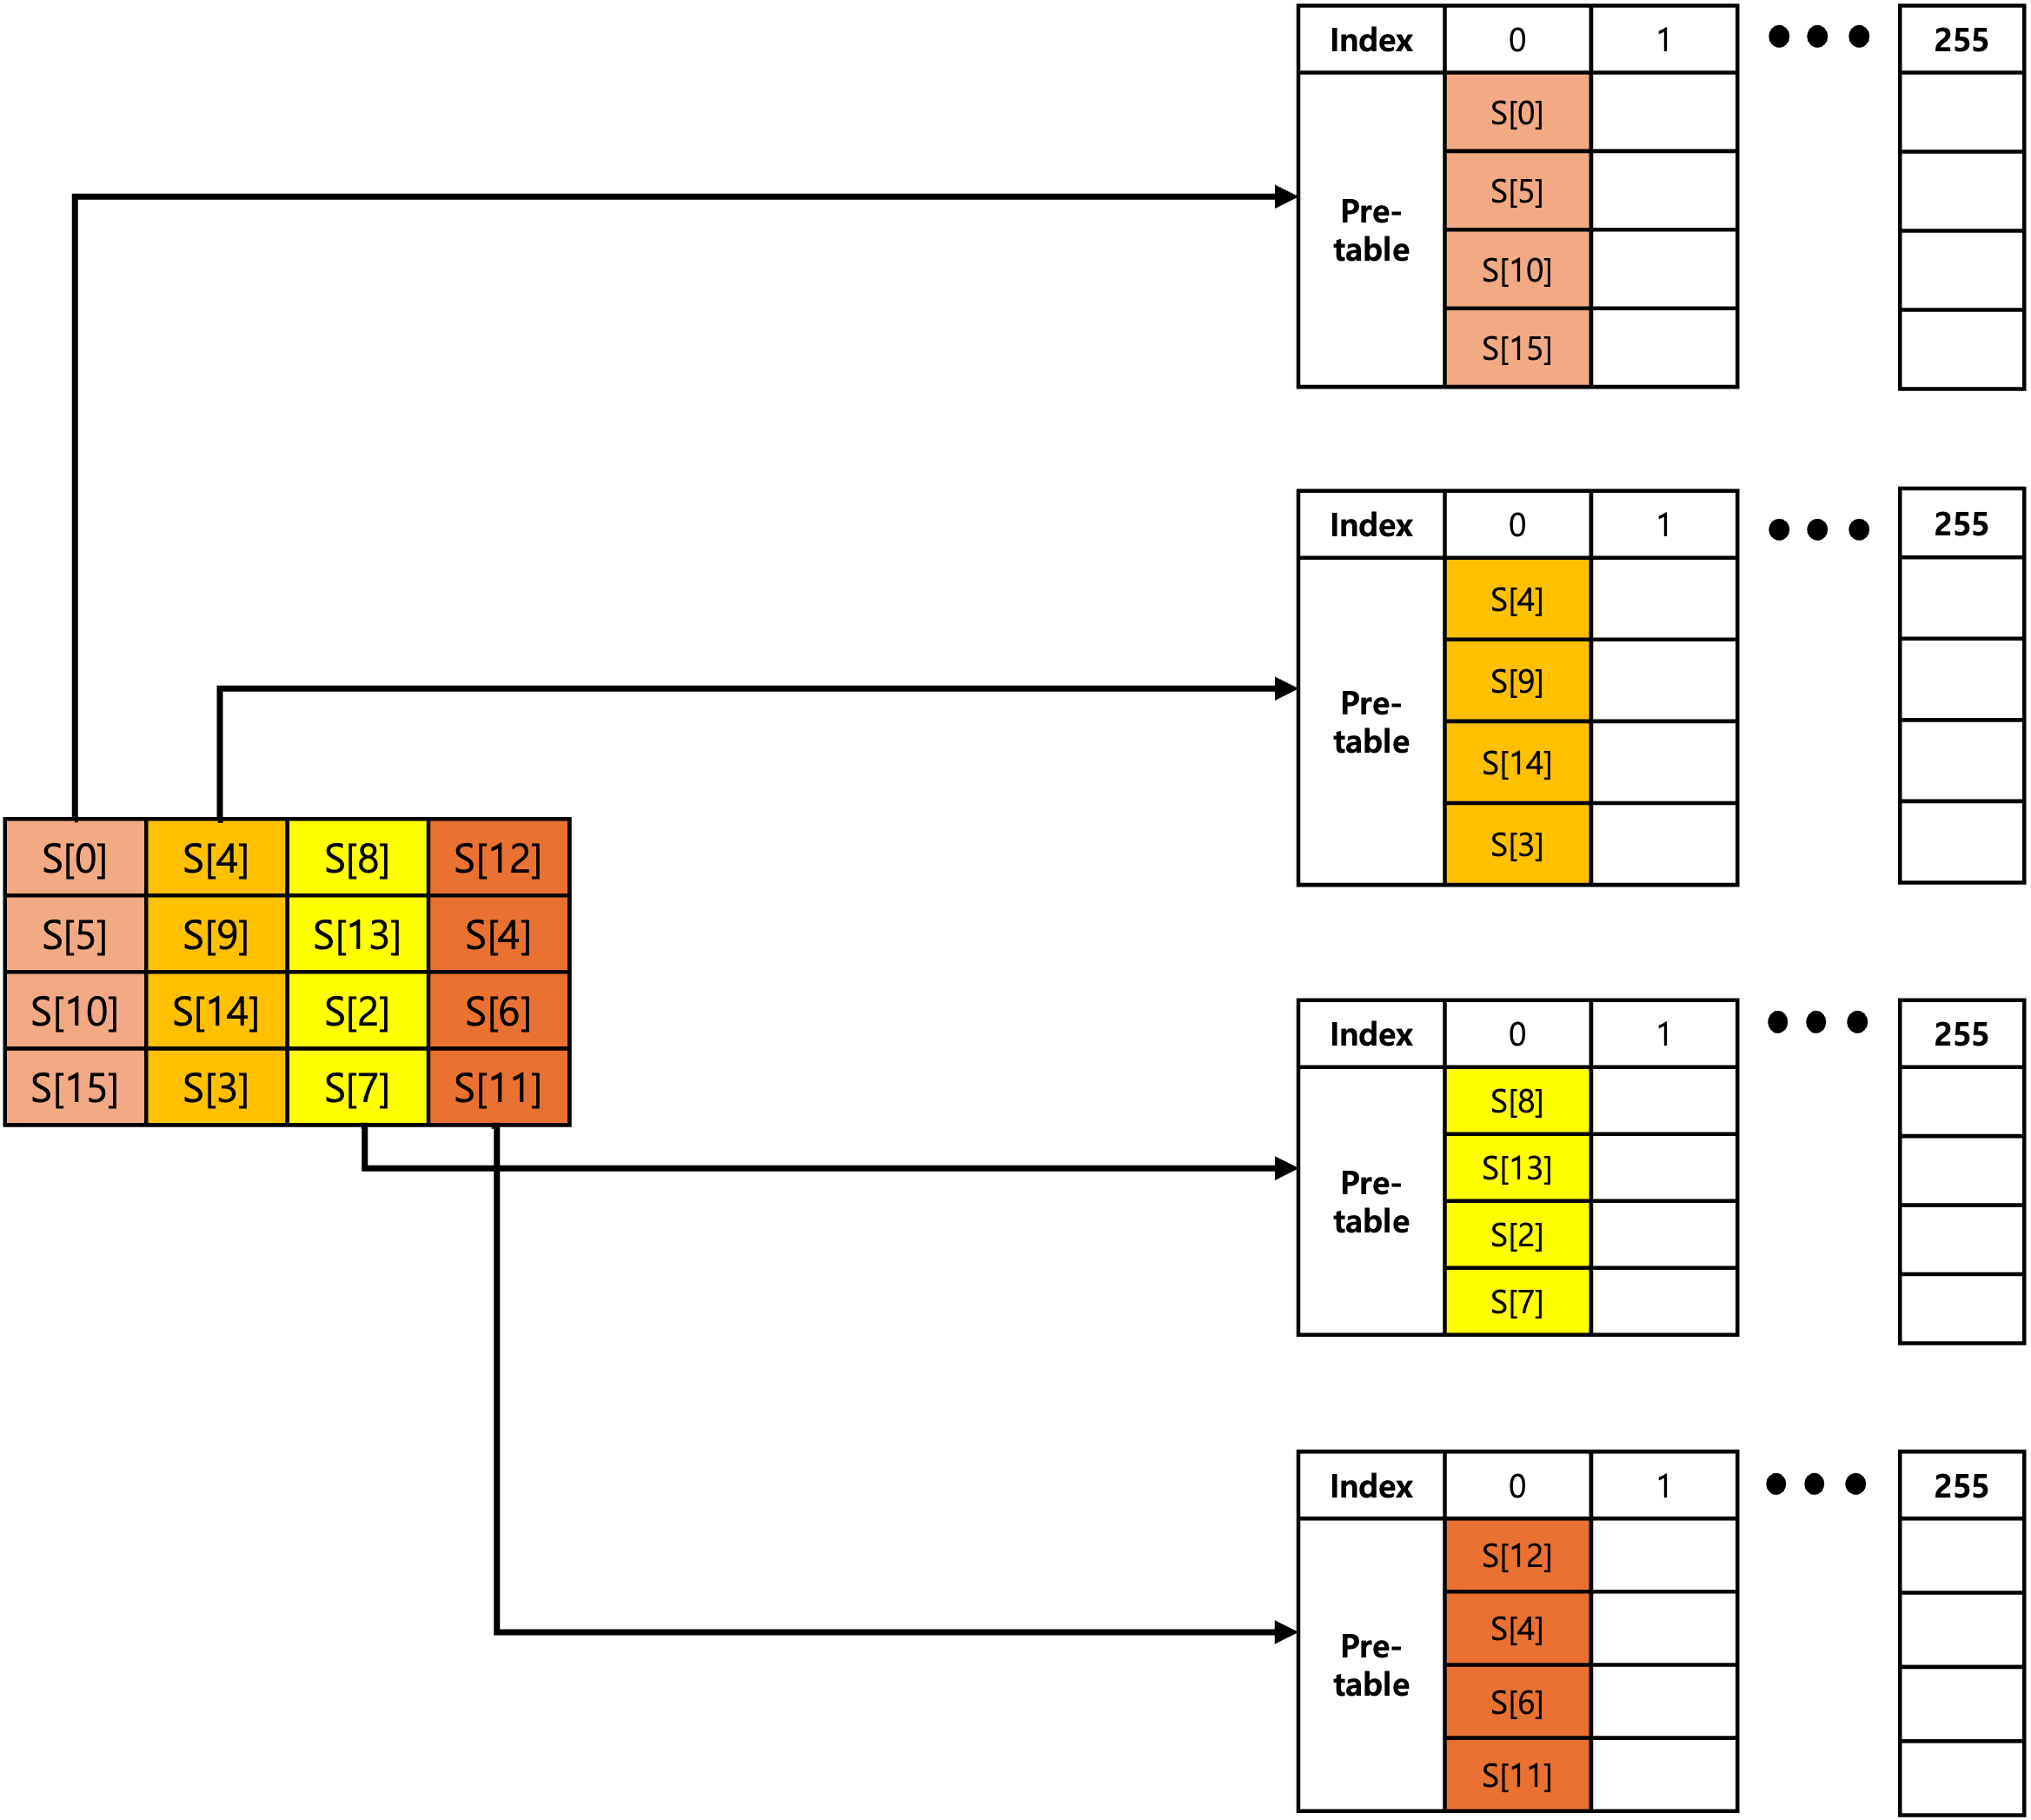 Index 0 1 255
S[0]
S[5]
Pre-
table
S[10]
S[15]
Index 0 1 255
S[4]
S[9]
Pre-
table
S[14]
S[3]
S[0] S[4] S[8] S[12]
S[5] S[9] S[13] S[4]
S[10] S[14] S[2] S[6]
S[15] S[3] S[7] S[11]
Index 0 1 255
S[8]
S[13]
Pre-
table
S[2]
S[7]
Index 0 1 255
S[12]
S[4]
Pre-
table
S[6]
S[11]